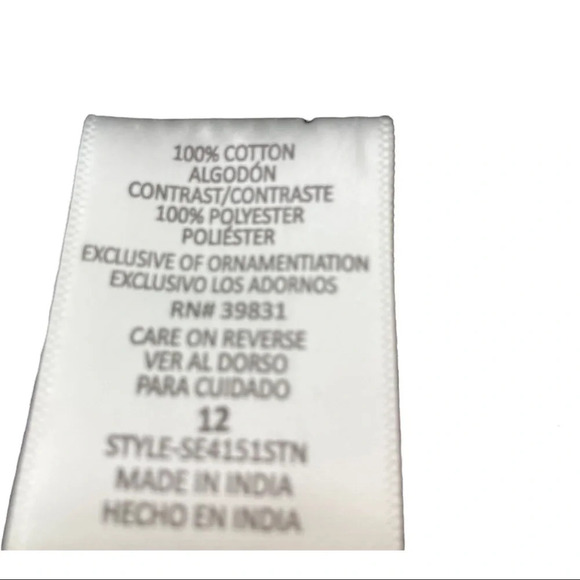 100% COTTON
ALGODÓN
CONTRAST/CONTRASTE
100% POLYESTER
POLIÉSTER
EXCLUSIVE OF ORNAMENTIATION
EXCLUSIVO LOS ADORNOS
RN# 39831
CARE ON REVERSE
VER AL DORSO
PARA CUIDADO
12
STYLE-SE4151STN
MADE IN INDIA
HECHO EN INDIA